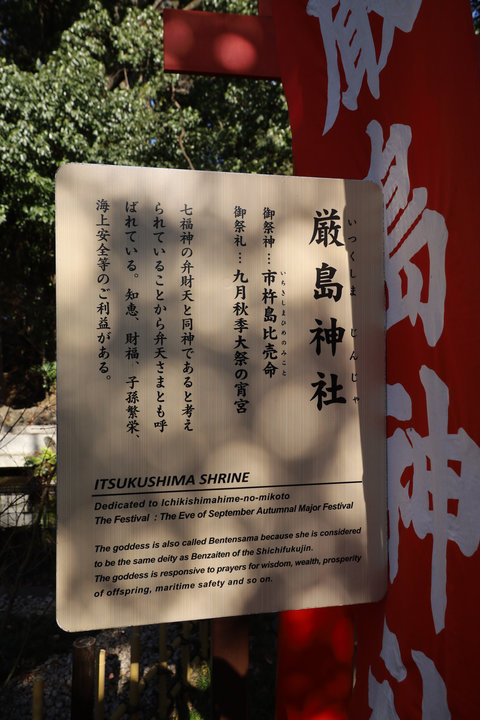 厳島神社
いつくしま じんじゃ
御祭神…市杵島比売命
いちきしまひめのみこと
御祭礼…九月秋季大祭の宵宮
七福神の弁財天と同神であると考え
られていることから弁天さまとも呼
ばれている。知恵、財福、子孫繁栄、
海上安全等のご利益がある。
ITSUKUSHIMA SHRINE
Dedicated to Ichikishimahime-no-mikoto
The Festival : The Eve of September Autumnal Major Festival
The goddess is also called Bentensama because she is considered
to be the same deity as Benzaiten of the Shichifukujin.
The goddess is responsive to prayers for wisdom, wealth, prosperity
of offspring, maritime safety and so on.
厳島神社